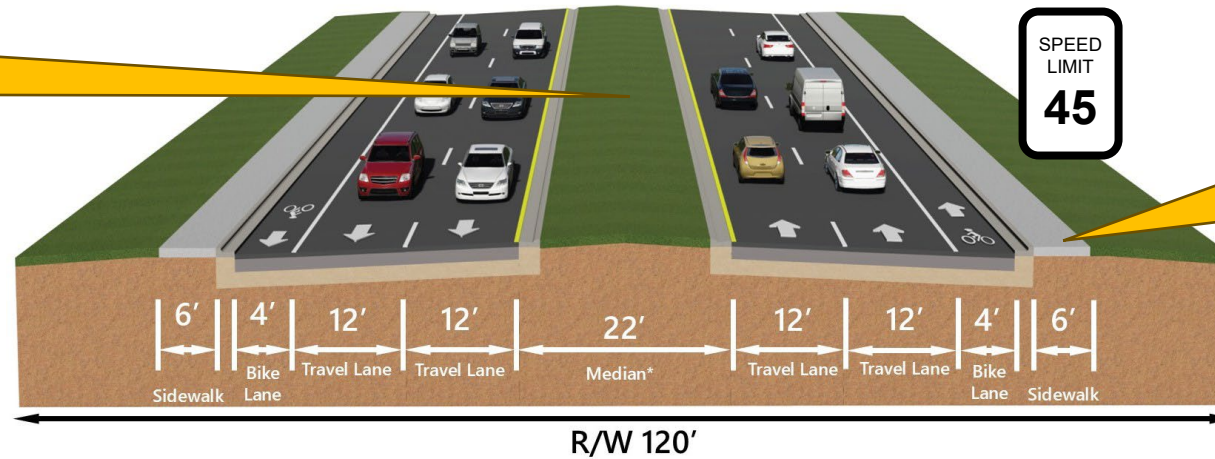 SPEED
LIMIT
45
6’ 4’ 12’ 12’ 22’ 12’ 12’ 4’ 6’
Sidewalk Bike Lane Travel Lane Travel Lane Median* Travel Lane Travel Lane Bike Lane Sidewalk
R/W 120’